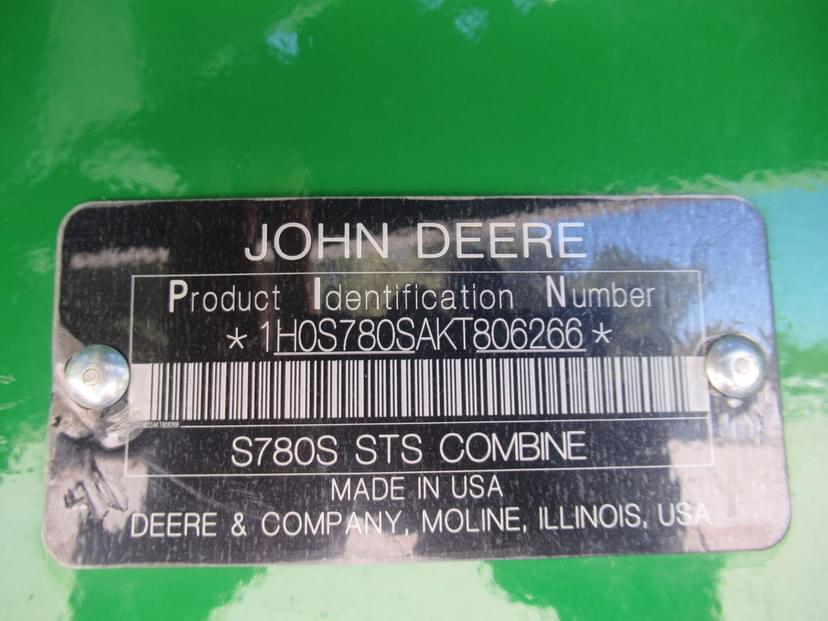 JOHN DEERE
Product Identification Number
*1H0S780SAKT806266*
S780S STS COMBINE
MADE IN USA
DEERE & COMPANY, MOLINE, ILLINOIS, USA